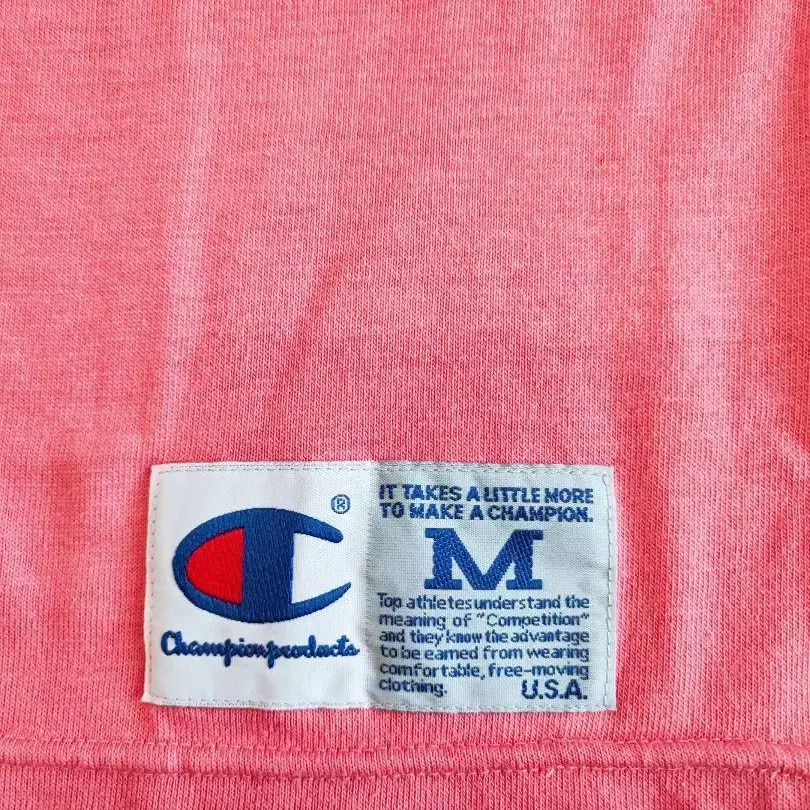 ®
Championproducts
IT TAKES A LITTLE MORE
TO MAKE A CHAMPION.
M
Top athletes understand the
meaning of "Competition"
and they know the advantage
to be earned from wearing
comfortable, free-moving
clothing.
U.S.A.